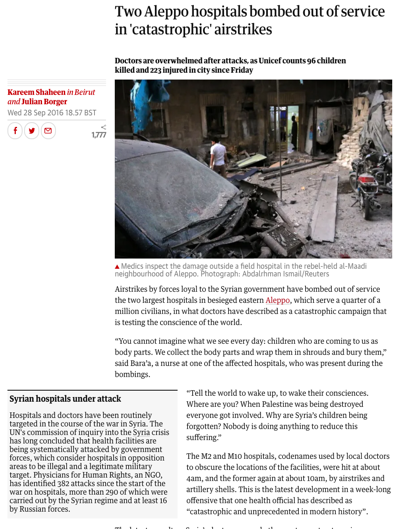 Two Aleppo hospitals bombed out of service
in 'catastrophic' airstrikes
Doctors are overwhelmed after attacks, as Unicef counts 96 children
killed and 223 injured in city since Friday
Kareem Shaheen in Beirut
and Julian Borger
Wed 28 Sep 2016 18.57 BST
1,777
Medics inspect the damage outside a field hospital in the rebel-held al-Maadi
neighbourhood of Aleppo. Photograph: Abdalrhman Ismail/Reuters
Airstrikes by forces loyal to the Syrian government have bombed out of service
the two largest hospitals in besieged eastern Aleppo, which serve a quarter of a
million civilians, in what doctors have described as a catastrophic campaign that
is testing the conscience of the world.
“You cannot imagine what we see every day: children who are coming to us as
body parts. We collect the body parts and wrap them in shrouds and bury them,”
said Bara’a, a nurse at one of the affected hospitals, who was present during the
bombings.
Syrian hospitals under attack
Hospitals and doctors have been routinely
targeted in the course of the war in Syria. The
UN’s commission of inquiry into the Syria crisis
has long concluded that health facilities are
being systematically attacked by government
forces, which consider hospitals in opposition
areas to be illegal and a legitimate military
target. Physicians for Human Rights, an NGO,
has identified 382 attacks since the start of the
war on hospitals, more than 290 of which were
carried out by the Syrian regime and at least 16
by Russian forces.
“Tell the world to wake up, to wake their consciences.
Where are you? When Palestine was being destroyed
everyone got involved. Why are Syria’s children being
forgotten? Nobody is doing anything to reduce this
suffering.”
The M2 and M10 hospitals, codenames used by local doctors
to obscure the locations of the facilities, were hit at about
4am, and the former again at about 10am, by airstrikes and
artillery shells. This is the latest development in a week-long
offensive that one health official has described as
“catastrophic and unprecedented in modern history”.